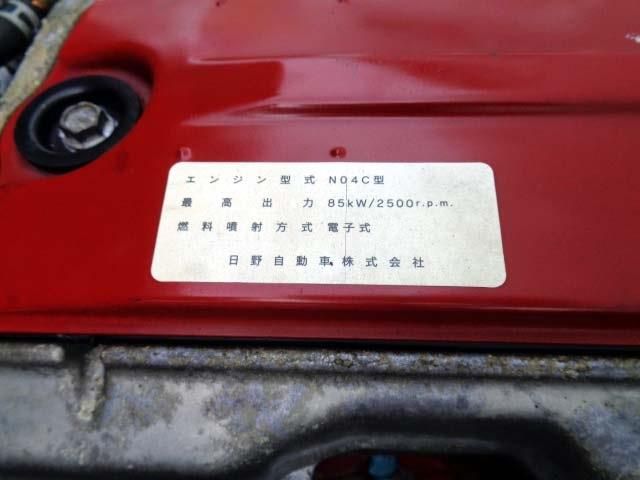 エンジン型式 N04C型
最高出力 85kW/2500r.p.m.
燃料噴射方式 電子式
日野自動車株式会社